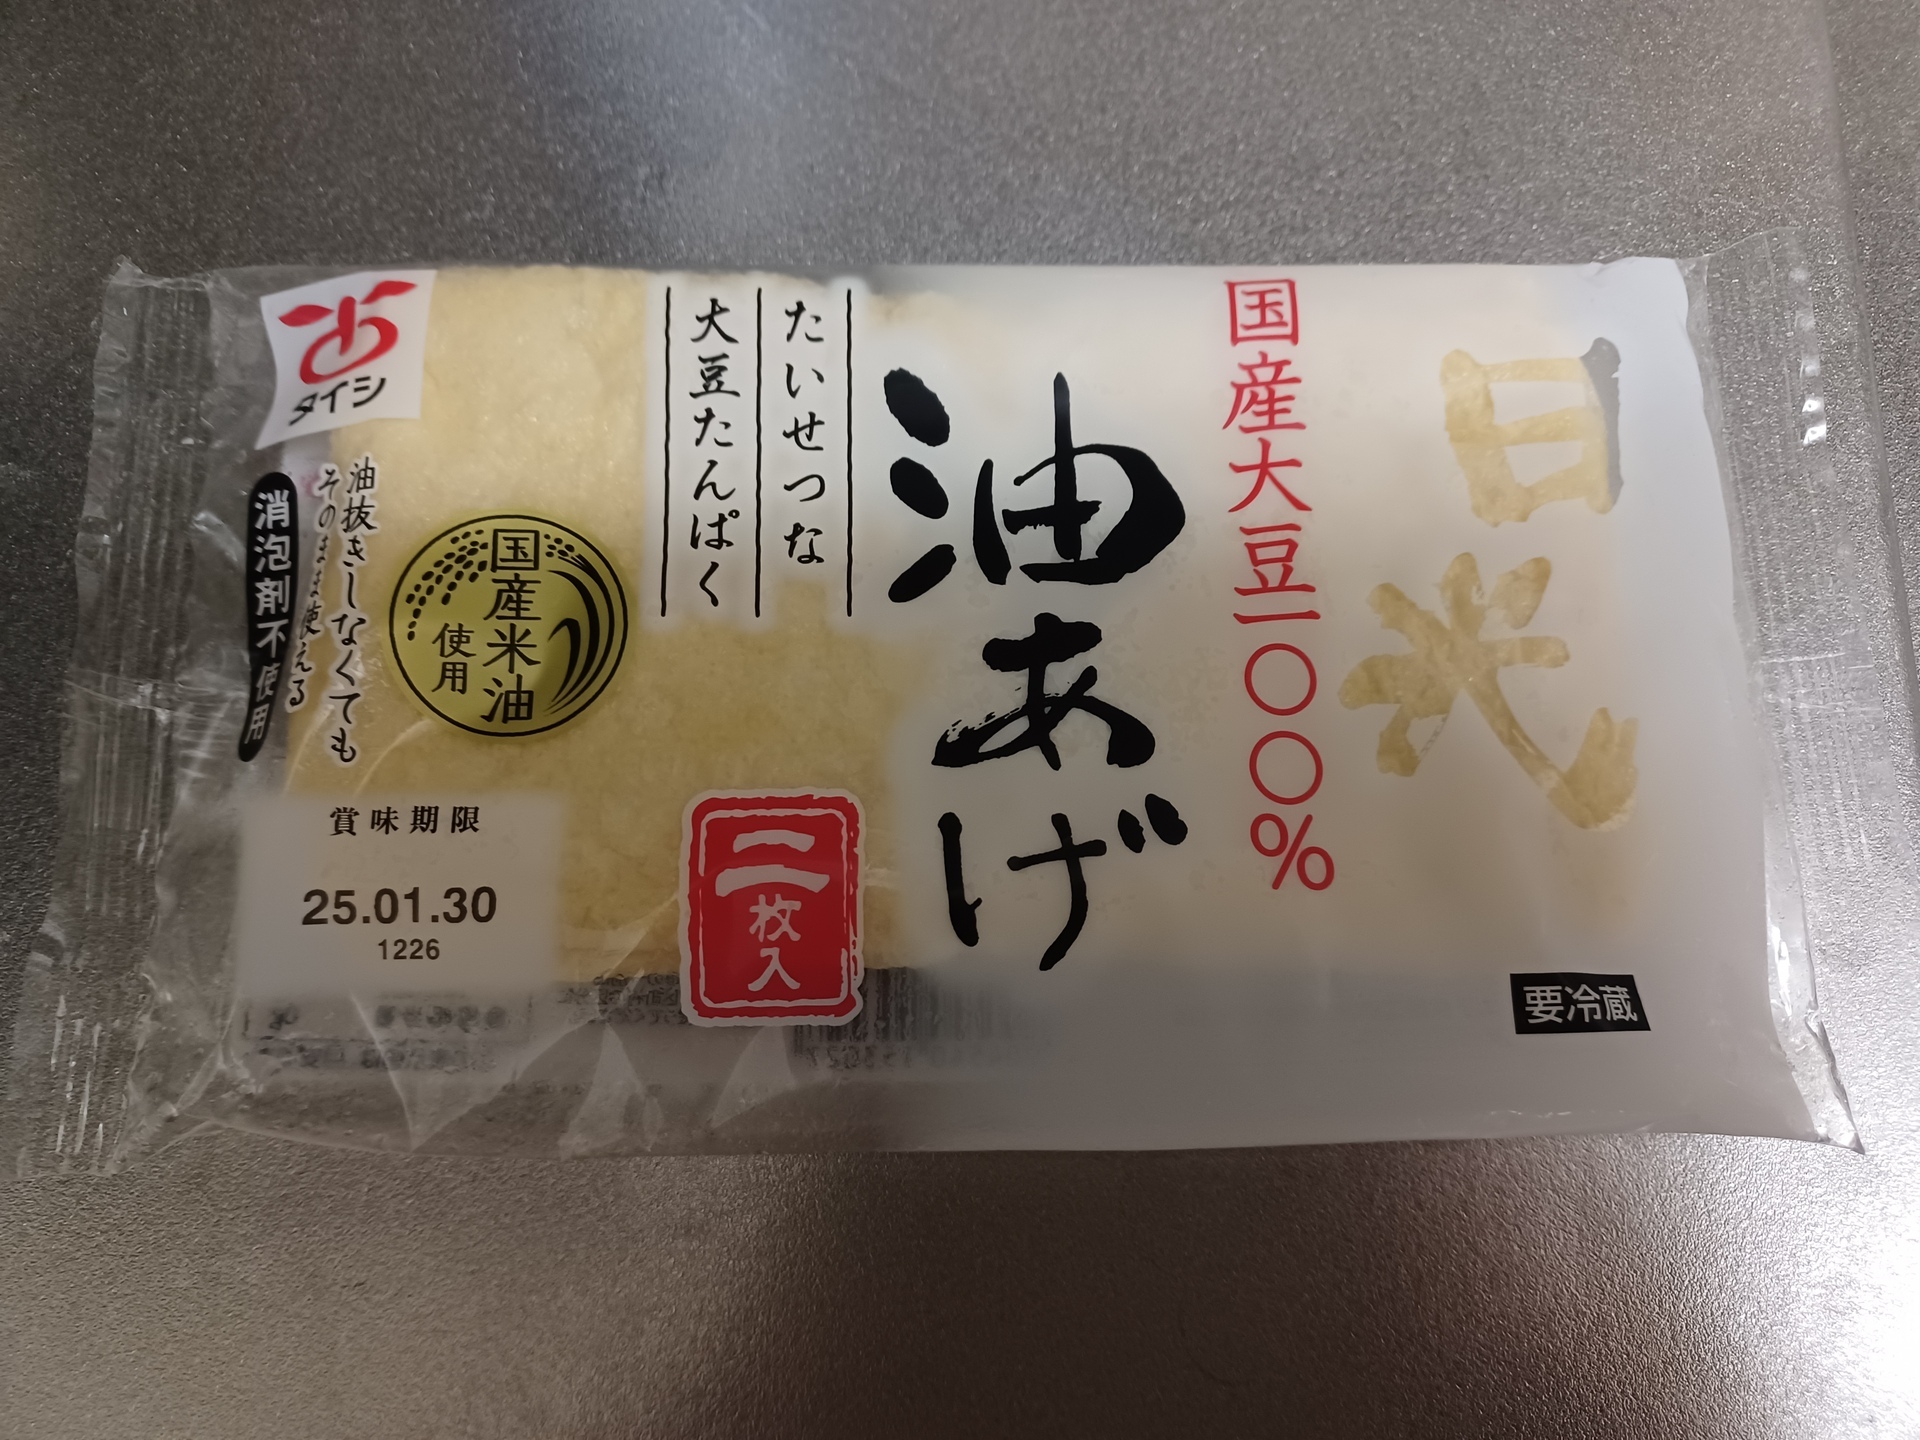 日光
国産大豆一〇〇%
油あげ
たいせつな
大豆たんぱく
タイシ
国産米油
使用
油抜きしなくても
そのまま使える
消泡剤不使用
二枚入
賞味期限
25.01.30
1226
要冷蔵